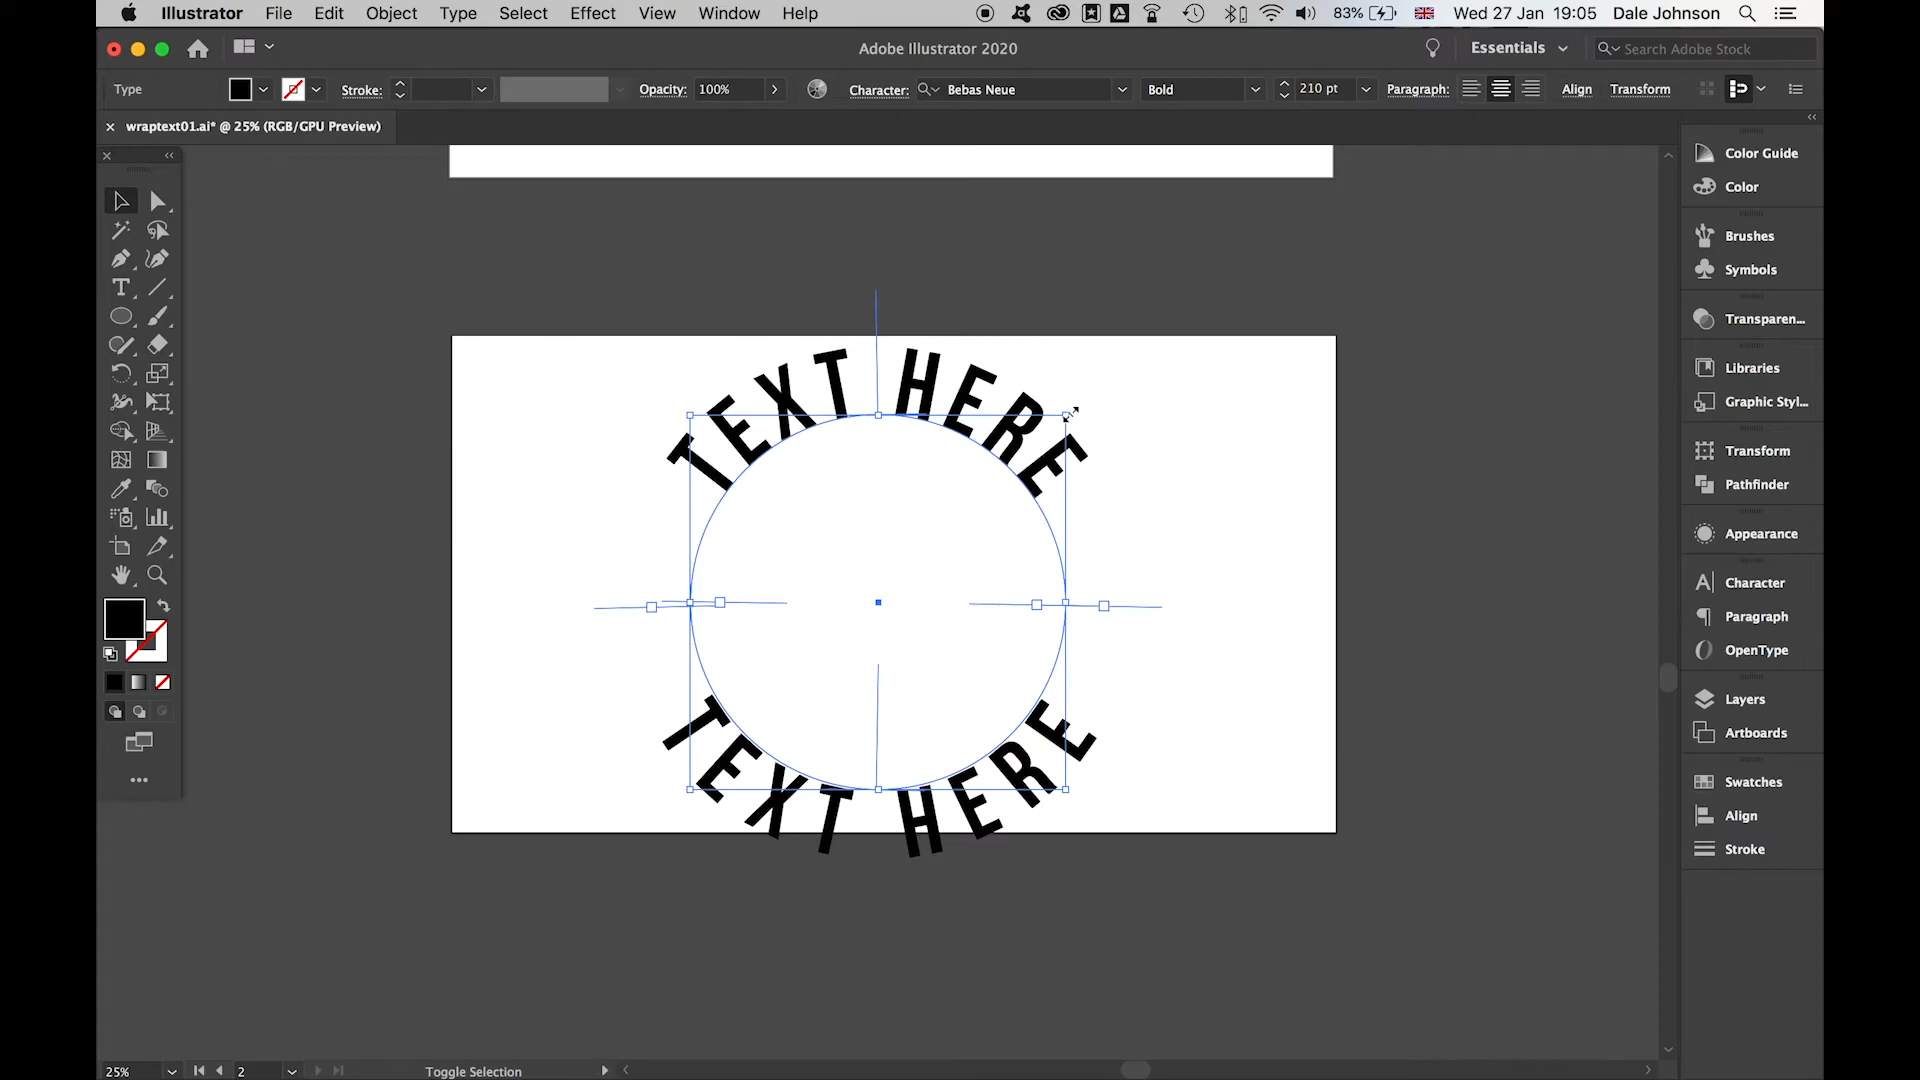 Illustrator File Edit Object Type Select Effect View Window Help 83% Wed 27 Jan 19:05 Dale Johnson
Adobe Illustrator 2020 Essentials Search Adobe Stock
Type Stroke: Opacity: 100% Character: Bebas Neue Bold 210 pt Paragraph: Align Transform
wraptext01.ai* @ 25% (RGB/GPU Preview)
Color Guide
Color
Brushes
Symbols
Transparen...
Libraries
Graphic Styl...
Transform
Pathfinder
Appearance
Character
Paragraph
OpenType
Layers
Artboards
Swatches
Align
Stroke
TEXT HERE
TEXT HERE
25% 2 Toggle Selection